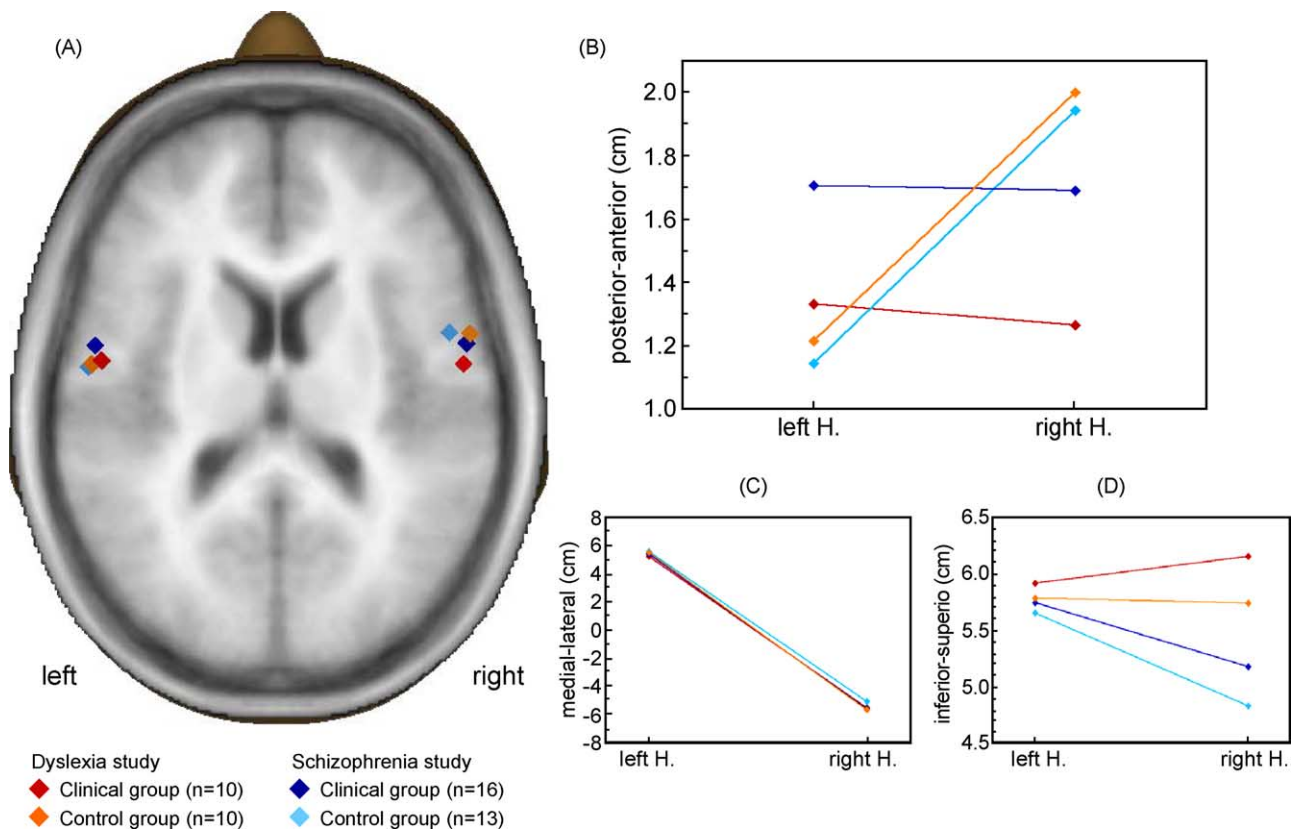 (A)
left
right
Dyslexia study
Clinical group (n=10)
Control group (n=10)
Schizophrenia study
Clinical group (n=16)
Control group (n=13)
(B)
posterior-anterior (cm)
2.0
1.8
1.6
1.4
1.2
1.0
left H.
right H.
(C)
medial-lateral (cm)
8
6
4
2
0
-2
-4
-6
-8
left H.
right H.
(D)
inferior-superio (cm)
6.5
6.0
5.5
5.0
4.5
left H.
right H.